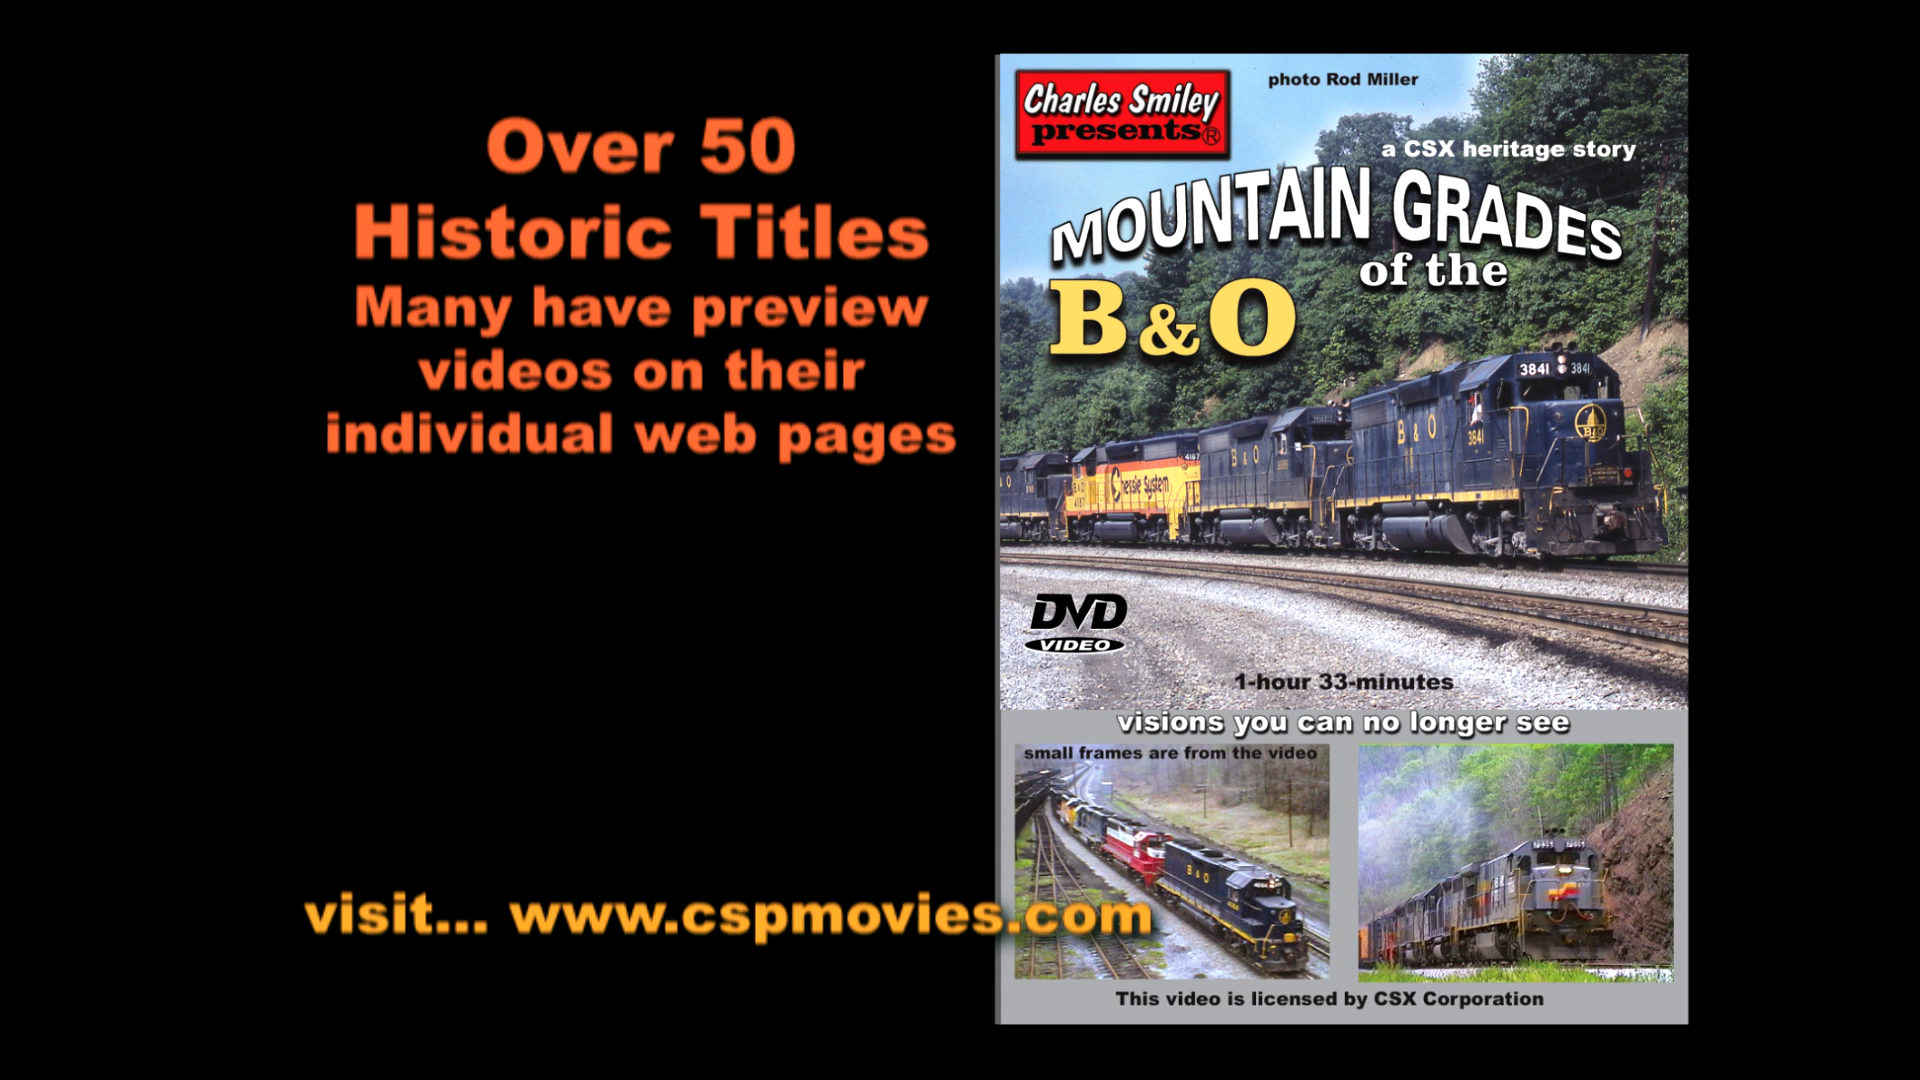 Over 50
Historic Titles
Many have preview
videos on their
individual web pages
visit... www.cspmovies.com
Charles Smiley
presents®
photo Rod Miller
a CSX heritage story
MOUNTAIN GRADES
of the
B&O
3841 3841
B & O
3841
B&O
B & O
Chessie System
4187
DVD
VIDEO
1-hour 33-minutes
visions you can no longer see
small frames are from the video
B & O
This video is licensed by CSX Corporation